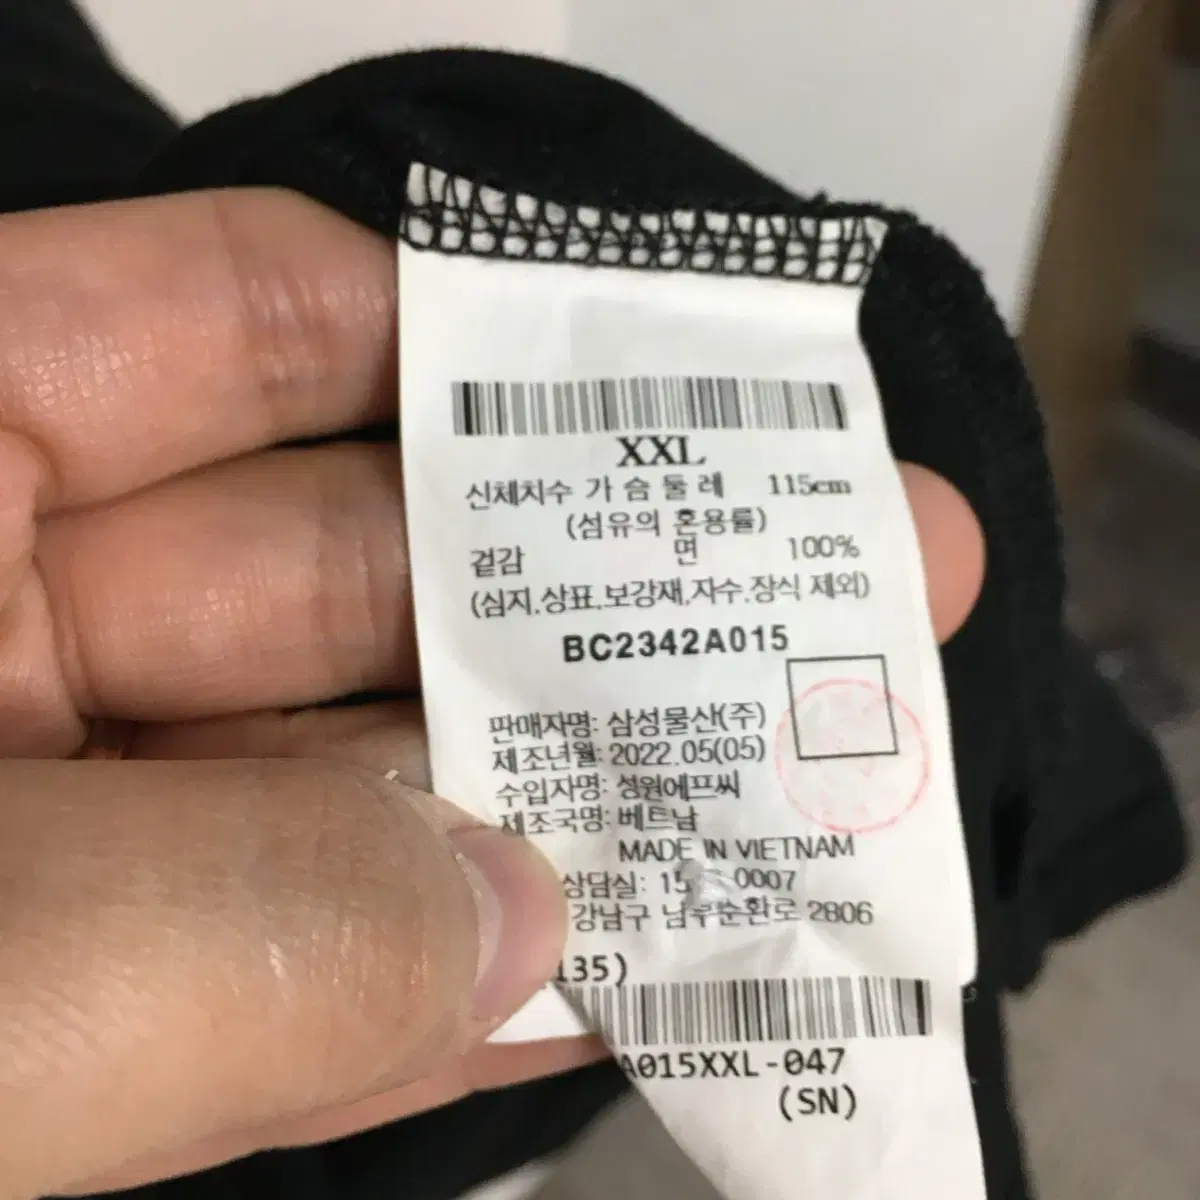 XXL
신체치수 가 슴 둘 레 115cm
(섬유의 혼용률)
겉감 면 100%
(심지.상표.보강재.자수.장식 제외)
BC2342A015
판매자명: 삼성물산(주)
제조년월: 2022.05(05)
수입자명: 성원에프씨
제조국명: 베트남
MADE IN VIETNAM
상담실: 0007
강남구 남부순환로 2806
135)
A015XXL-047
(SN)